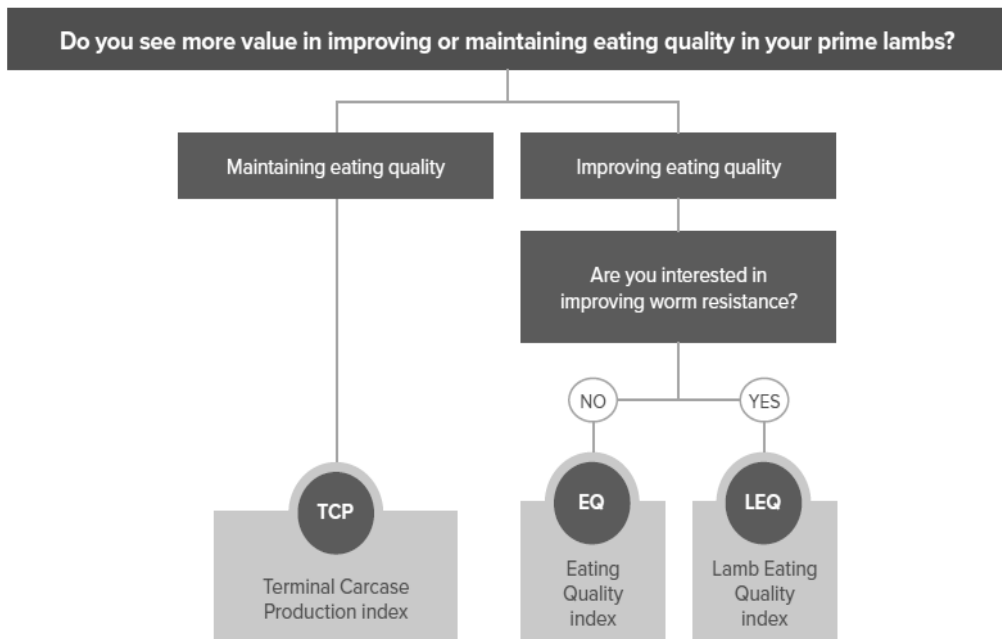 Do you see more value in improving or maintaining eating quality in your prime lambs?
Maintaining eating quality
Improving eating quality
Are you interested in
improving worm resistance?
NO
YES
TCP
EQ
LEQ
Terminal Carcase
Production index
Eating
Quality
index
Lamb Eating
Quality
index